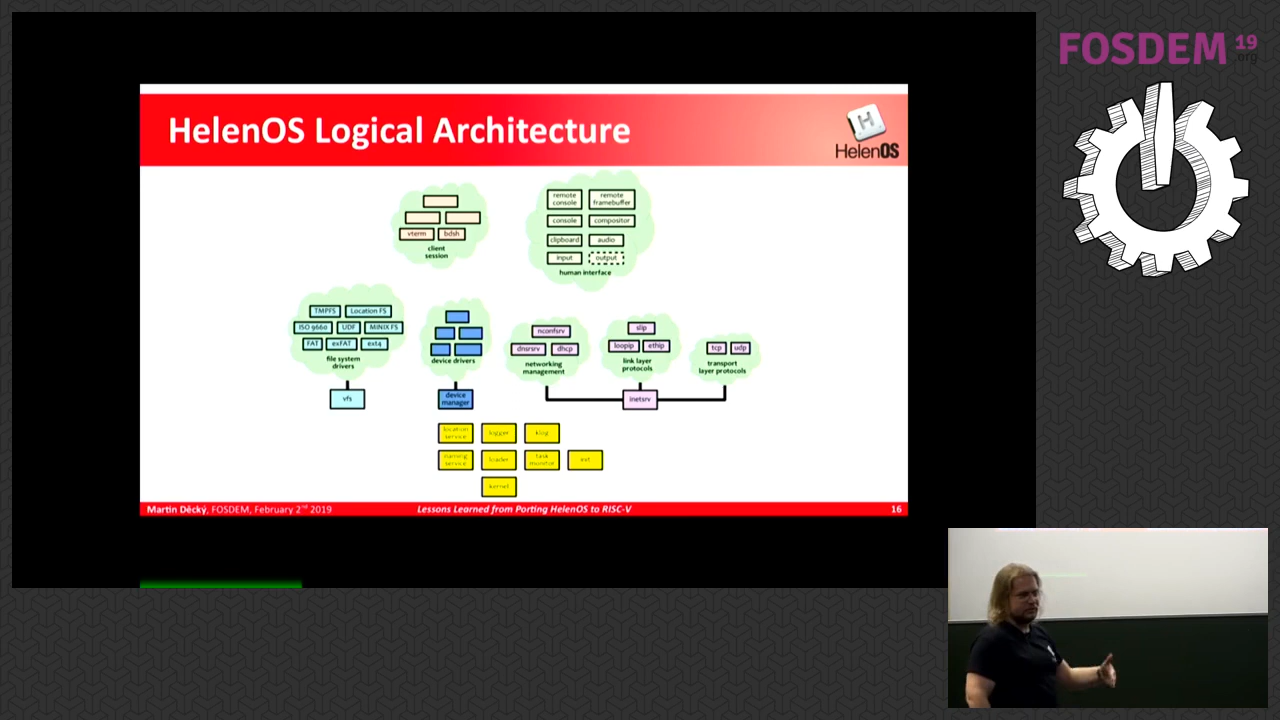 FOSDEM 19
.org
HelenOS Logical Architecture
HelenOS
vterm bdsh
client
session
remote
console
remote
framebuffer
console compositor
clipboard audio
input output
human interface
TMPFS Location FS
ISO 9660 UDF MINIX FS
FAT exFAT ext4
file system
drivers
vfs
device drivers
device
manager
nconfsrv
dnsrsrv dhcp
networking
management
slip
loopip ethip
link layer
protocols
tcp udp
transport
layer protocols
inetsrv
location
service
logger klog
naming
service
loader
task
monitor
kernel
Martin Děcký, FOSDEM, February 2nd 2019
Lessons Learned from Porting HelenOS to RISC-V
16